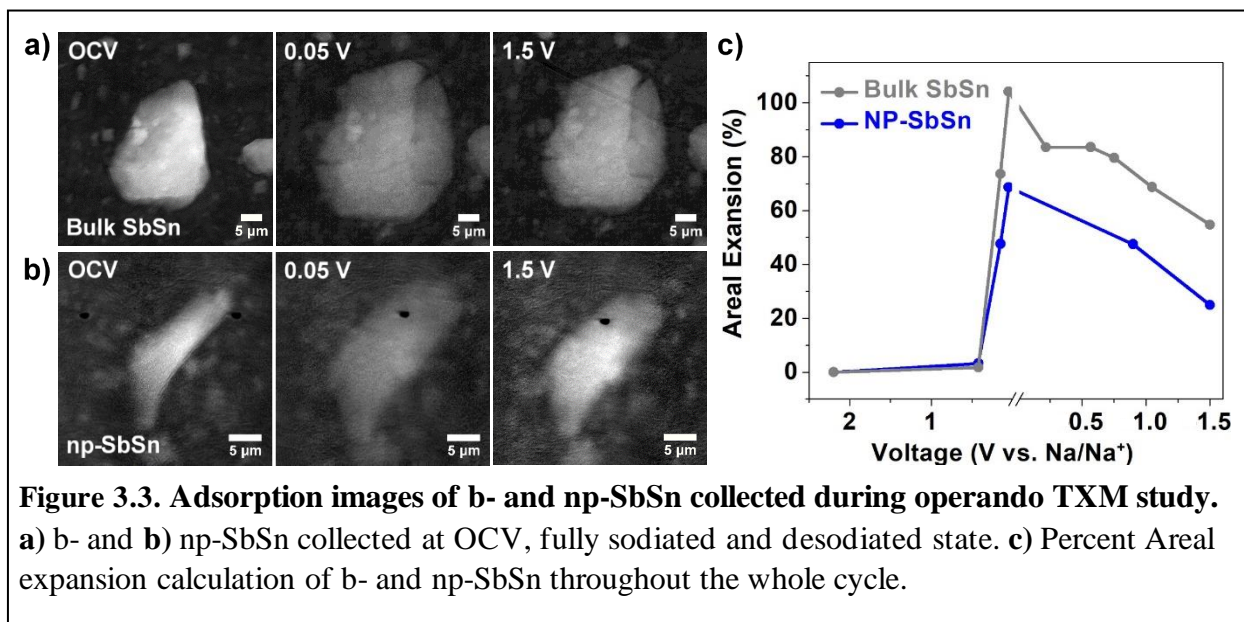 a)
OCV
0.05 V
1.5 V
Bulk SbSn
5 µm
5 µm
5 µm
b)
OCV
0.05 V
1.5 V
np-SbSn
5 µm
5 µm
5 µm
c)
Bulk SbSn
NP-SbSn
Areal Exansion (%)
100
80
60
40
20
0
2
1
0.5
1.0
1.5
Voltage (V vs. Na/Na⁺)
Figure 3.3. Adsorption images of b- and np-SbSn collected during operando TXM study.
a) b- and b) np-SbSn collected at OCV, fully sodiated and desodiated state. c) Percent Areal
expansion calculation of b- and np-SbSn throughout the whole cycle.